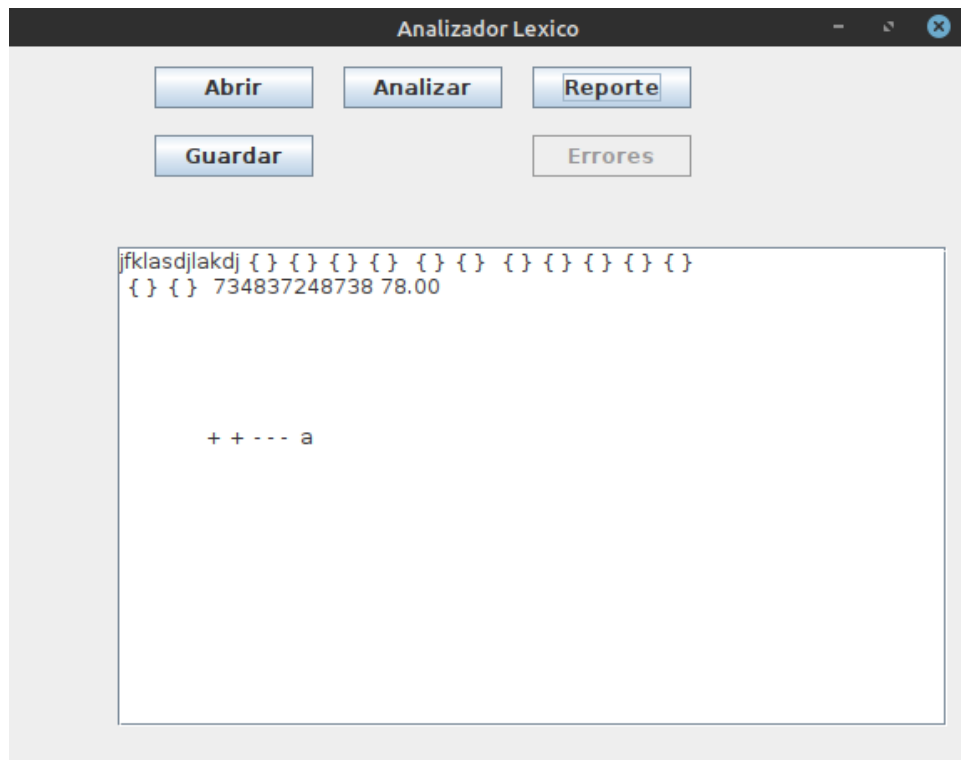 Analizador Lexico
Abrir Analizar Reporte
Guardar Errores
jfklasdjlakdj { } { } { } { }  { } { }  { } { } { } { } { }
{ } { }  734837248738 78.00
+ + --- a